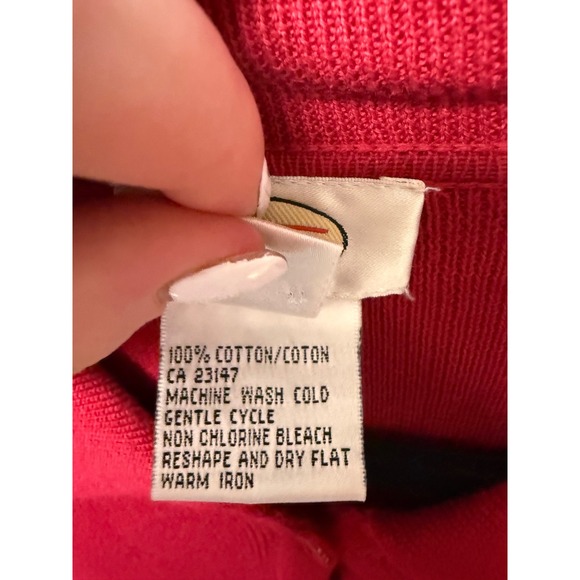 100% COTTON/COTON
CA 23147
MACHINE WASH COLD
GENTLE CYCLE
NON CHLORINE BLEACH
RESHAPE AND DRY FLAT
WARM IRON